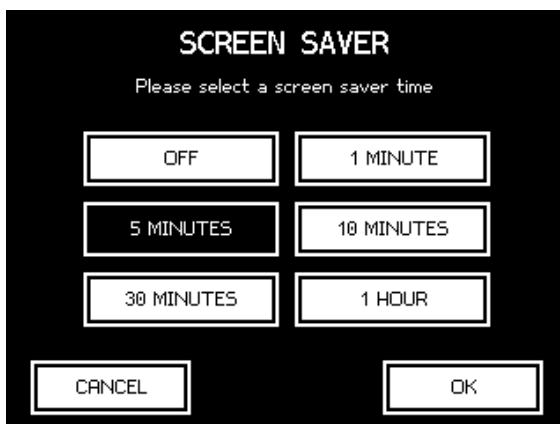 SCREEN SAVER
Please select a screen saver time
OFF
1 MINUTE
5 MINUTES
10 MINUTES
30 MINUTES
1 HOUR
CANCEL
OK